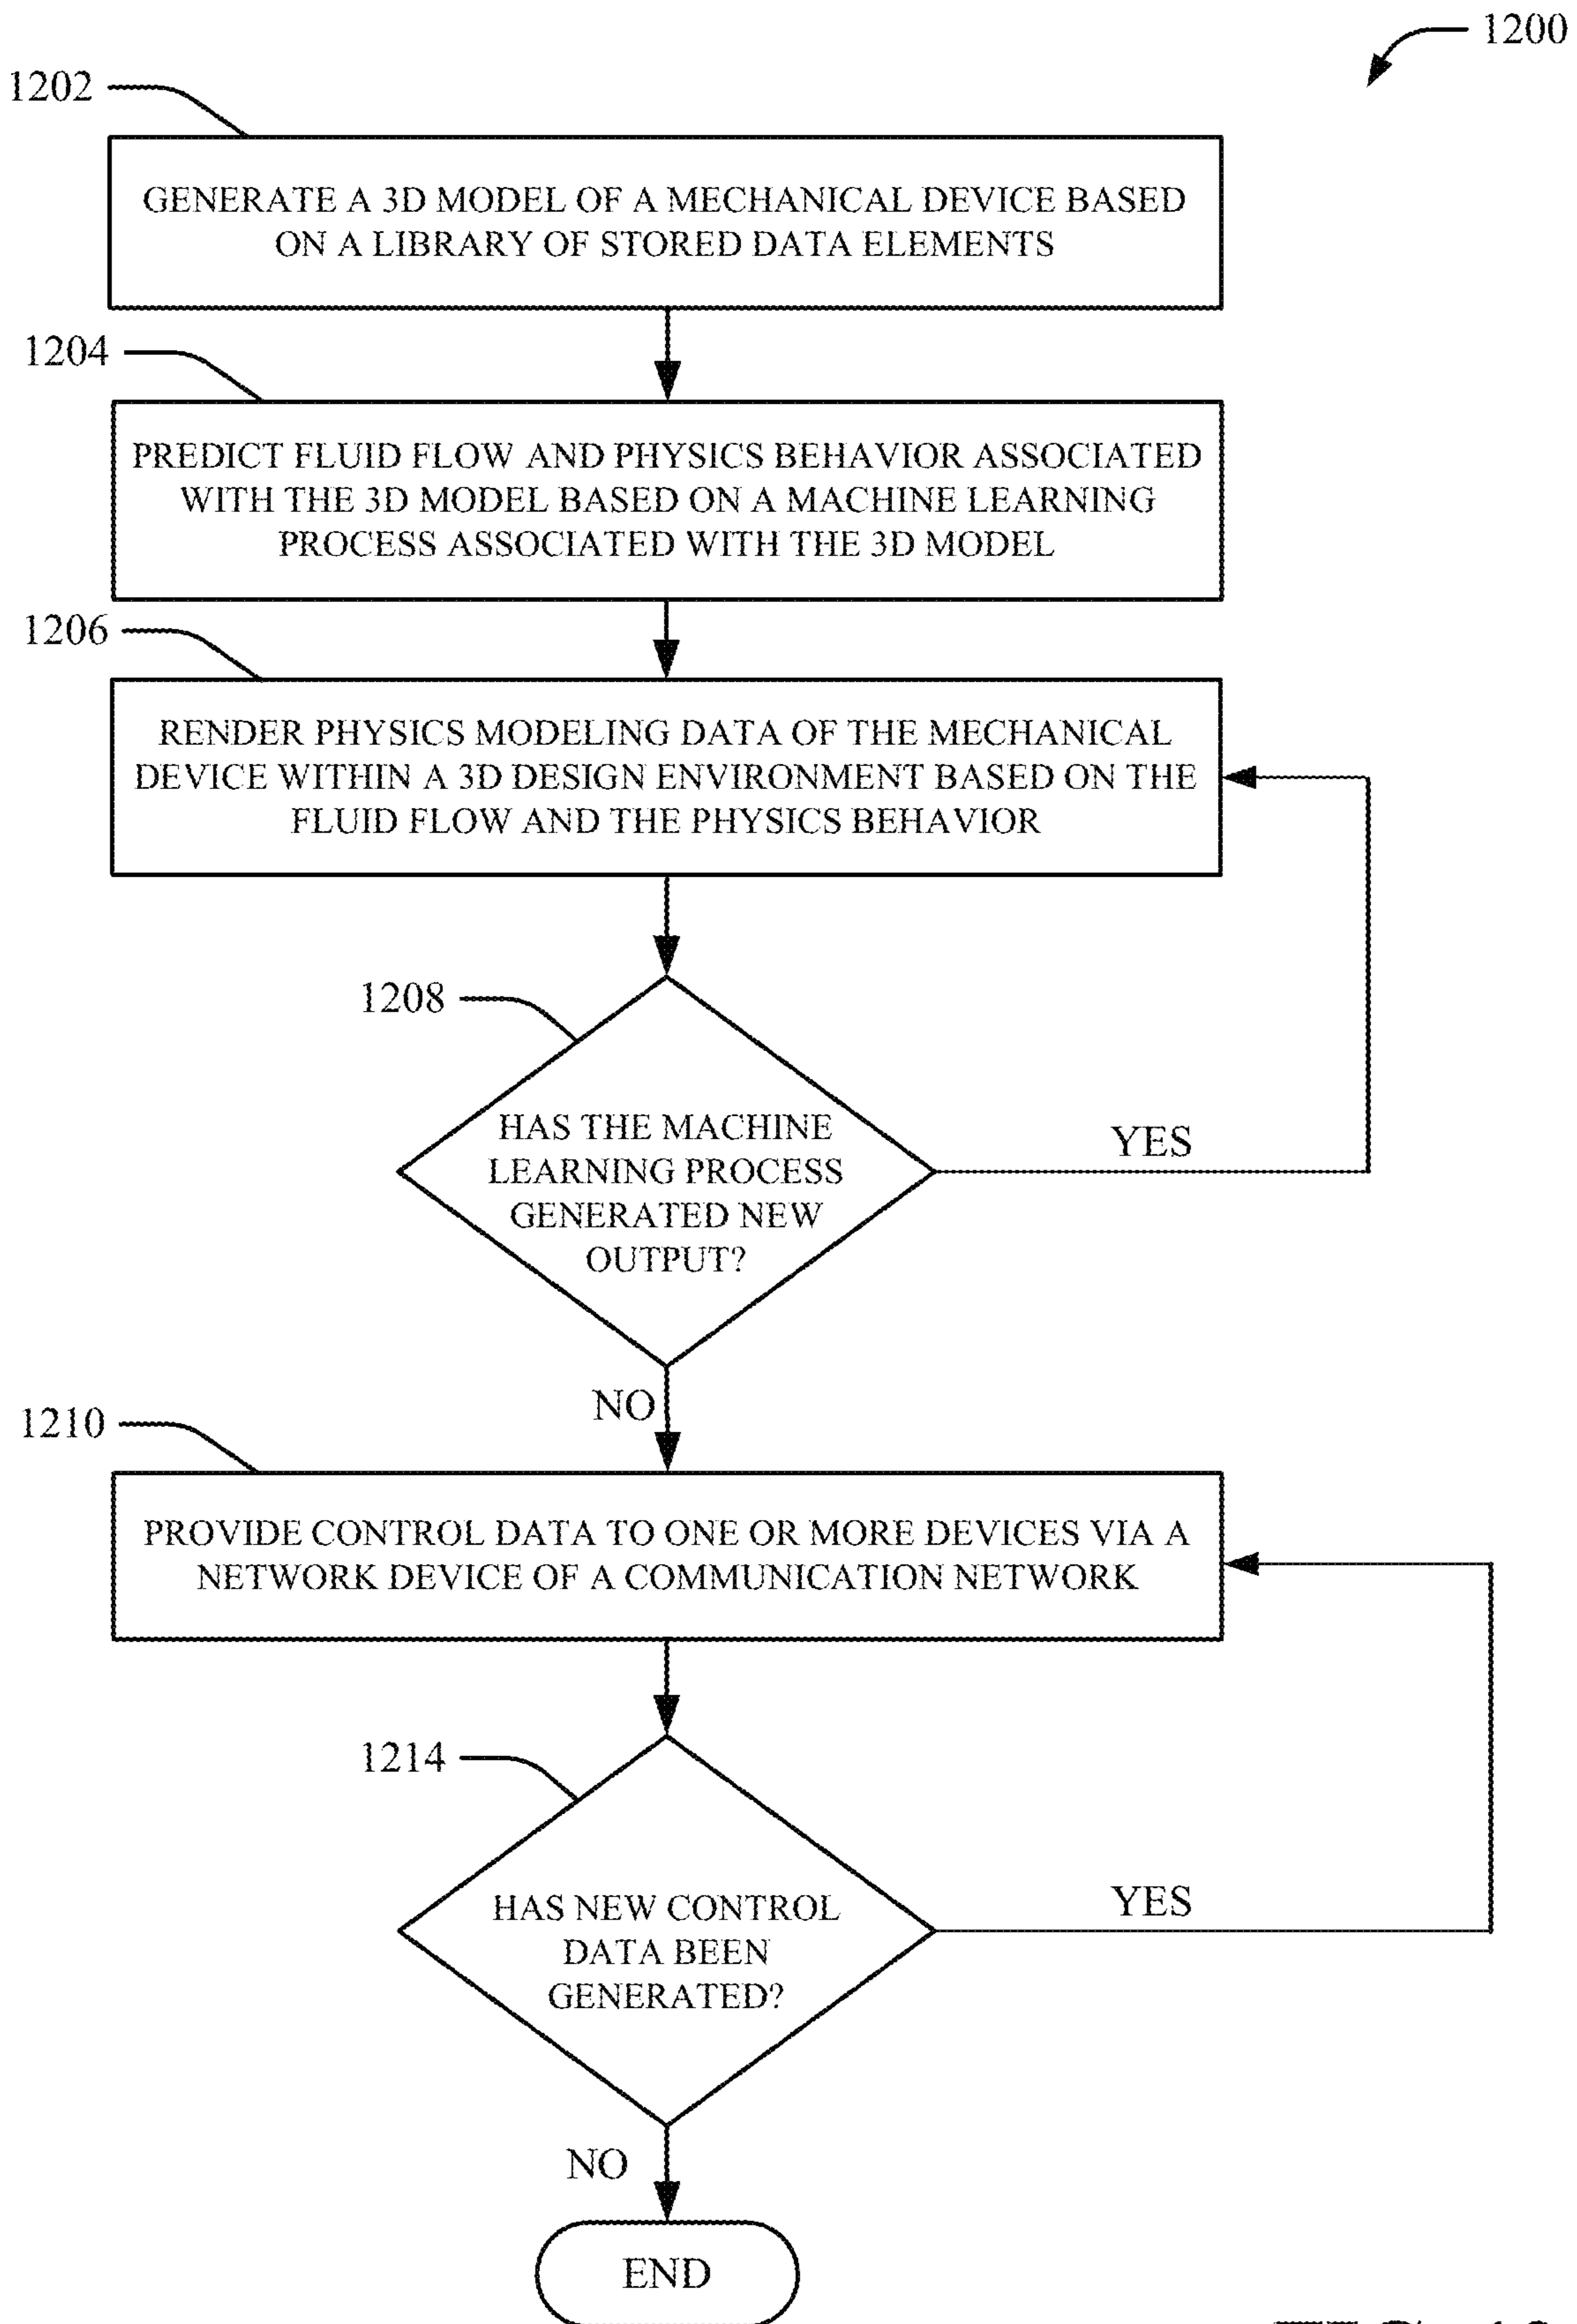 1200
1202
GENERATE A 3D MODEL OF A MECHANICAL DEVICE BASED
ON A LIBRARY OF STORED DATA ELEMENTS
1204
PREDICT FLUID FLOW AND PHYSICS BEHAVIOR ASSOCIATED
WITH THE 3D MODEL BASED ON A MACHINE LEARNING
PROCESS ASSOCIATED WITH THE 3D MODEL
1206
RENDER PHYSICS MODELING DATA OF THE MECHANICAL
DEVICE WITHIN A 3D DESIGN ENVIRONMENT BASED ON THE
FLUID FLOW AND THE PHYSICS BEHAVIOR
1208
HAS THE MACHINE
LEARNING PROCESS
GENERATED NEW
OUTPUT?
YES
NO
1210
PROVIDE CONTROL DATA TO ONE OR MORE DEVICES VIA A
NETWORK DEVICE OF A COMMUNICATION NETWORK
1214
HAS NEW CONTROL
DATA BEEN
GENERATED?
YES
NO
END